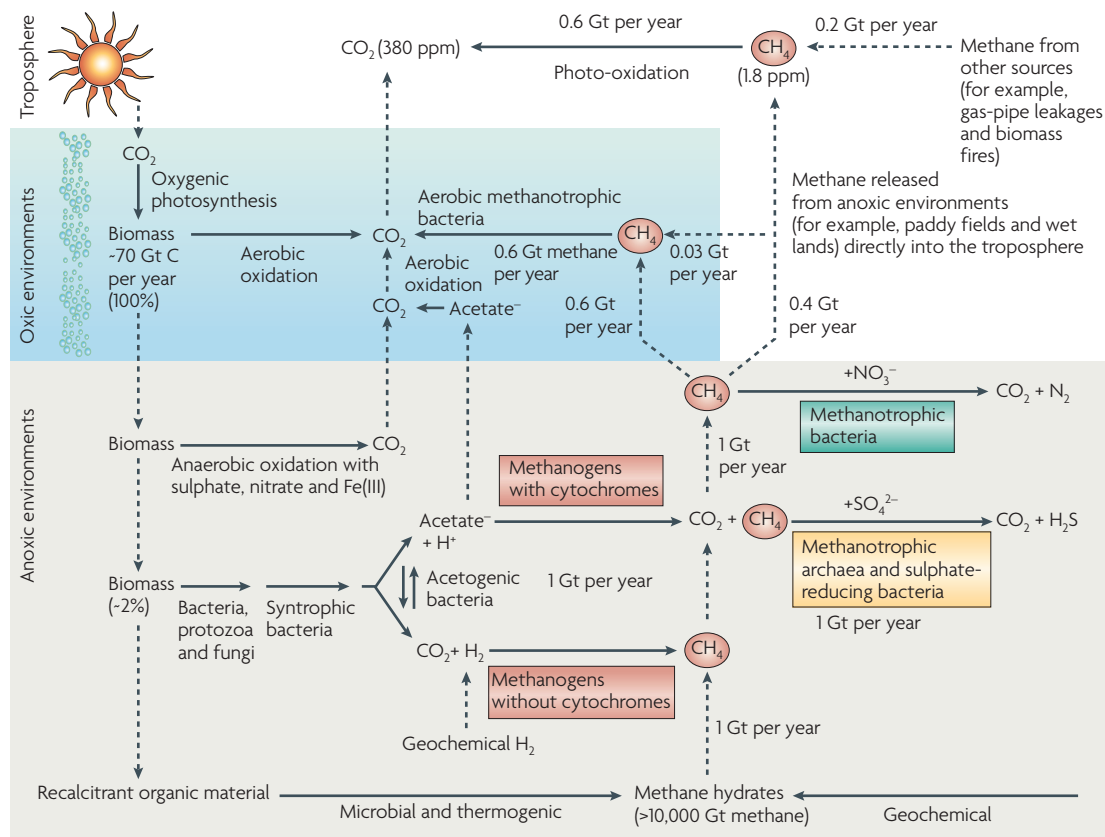 Troposphere
0.6 Gt per year
CO₂ (380 ppm)
CH₄
(1.8 ppm)
Photo-oxidation
0.2 Gt per year
Methane from
other sources
(for example,
gas-pipe leakages
and biomass
fires)
Oxic environments
CO₂
Oxygenic
photosynthesis
Biomass
~70 Gt C
per year
(100%)
Aerobic
oxidation
CO₂
Aerobic methanotrophic
bacteria
0.6 Gt methane
per year
CH₄
0.03 Gt
per year
Methane released
from anoxic environments
(for example, paddy fields and wet
lands) directly into the troposphere
Aerobic
oxidation
CO₂
Acetate⁻
0.6 Gt
per year
0.4 Gt
per year
Anoxic environments
CH₄
+NO₃⁻
CO₂ + N₂
Methanotrophic
bacteria
Biomass
CO₂
Anaerobic oxidation with
sulphate, nitrate and Fe(III)
1 Gt
per year
Methanogens
with cytochromes
Acetate⁻
+ H⁺
CO₂ + CH₄
+SO₄²⁻
CO₂ + H₂S
Methanotrophic
archaea and sulphate-
reducing bacteria
1 Gt per year
Biomass
(~2%)
Bacteria,
protozoa
and fungi
Syntrophic
bacteria
Acetogenic
bacteria
1 Gt per year
CO₂+ H₂
CH₄
Methanogens
without cytochromes
Geochemical H₂
1 Gt per year
Recalcitrant organic material
Microbial and thermogenic
Methane hydrates
(>10,000 Gt methane)
Geochemical